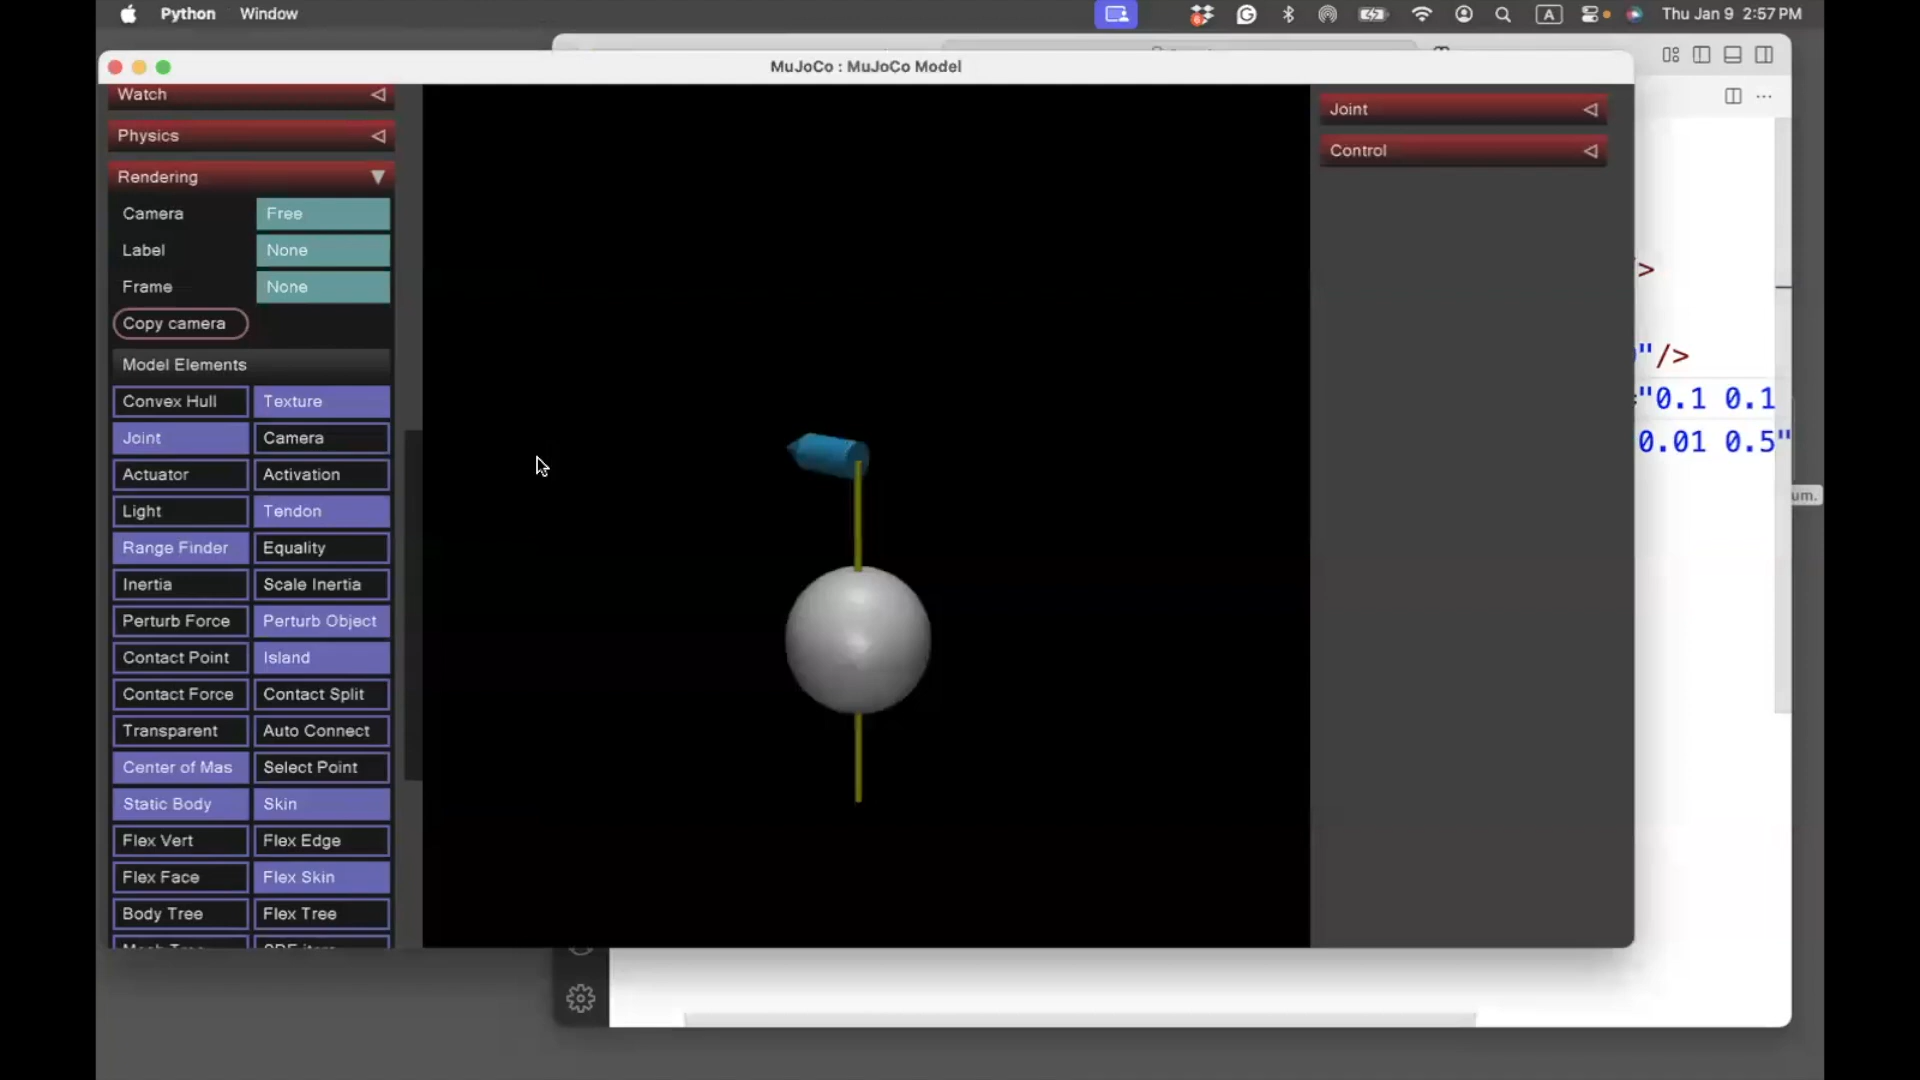 Python Window
Thu Jan 9 2:57 PM
MuJoCo : MuJoCo Model
Watch
Physics
Rendering
Camera Free
Label None
Frame None
Copy camera
Model Elements
Convex Hull Texture
Joint Camera
Actuator Activation
Light Tendon
Range Finder Equality
Inertia Scale Inertia
Perturb Force Perturb Object
Contact Point Island
Contact Force Contact Split
Transparent Auto Connect
Center of Mas Select Point
Static Body Skin
Flex Vert Flex Edge
Flex Face Flex Skin
Body Tree Flex Tree
Joint
Control
/>
"/>
"0.1 0.1
0.01 0.5"
um.